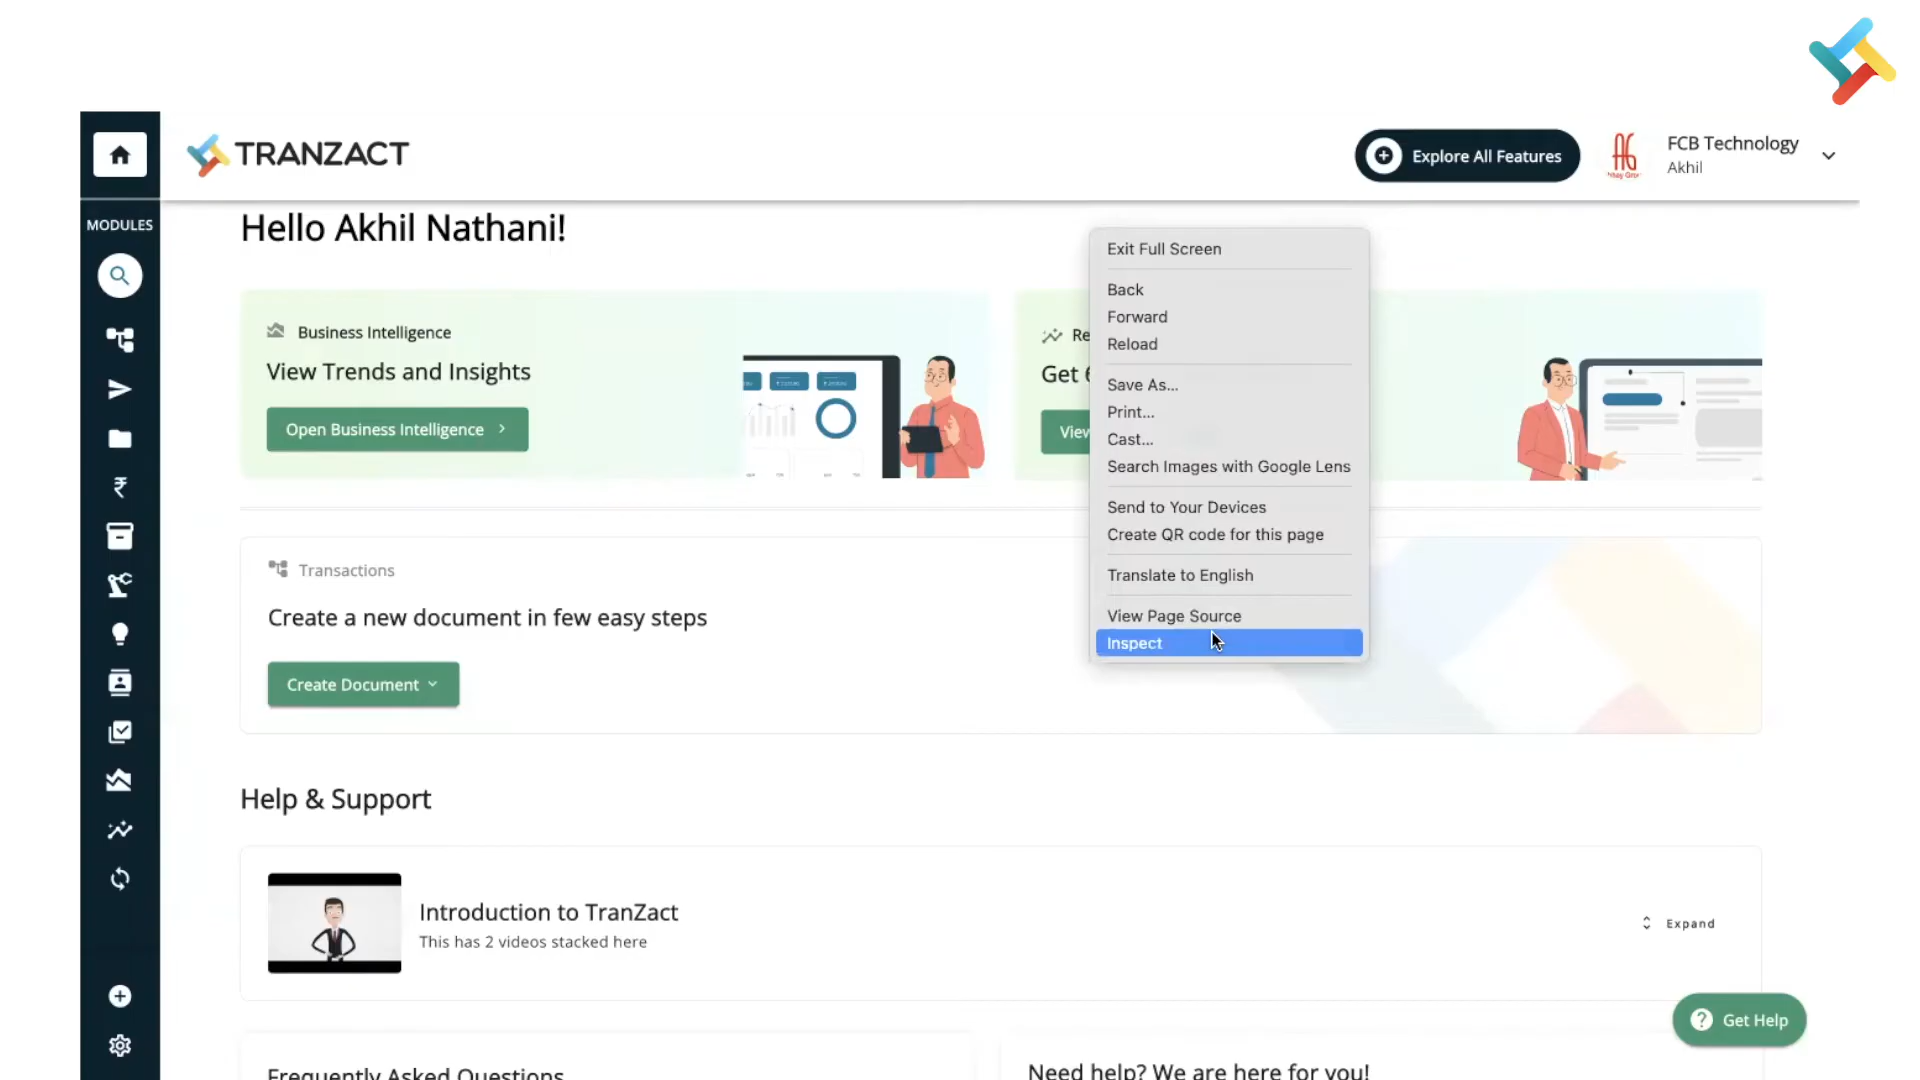 TRANZACT
Explore All Features
FCB Technology
Akhil
MODULES
Hello Akhil Nathani!
Business Intelligence
View Trends and Insights
Open Business Intelligence
Get
View
Exit Full Screen
Back
Forward
Reload
Save As...
Print...
Cast...
Search Images with Google Lens
Send to Your Devices
Create QR code for this page
Translate to English
View Page Source
Inspect
Transactions
Create a new document in few easy steps
Create Document
Help & Support
Introduction to TranZact
This has 2 videos stacked here
Expand
Get Help
Frequently Asked Questions
Need help? We are here for you!